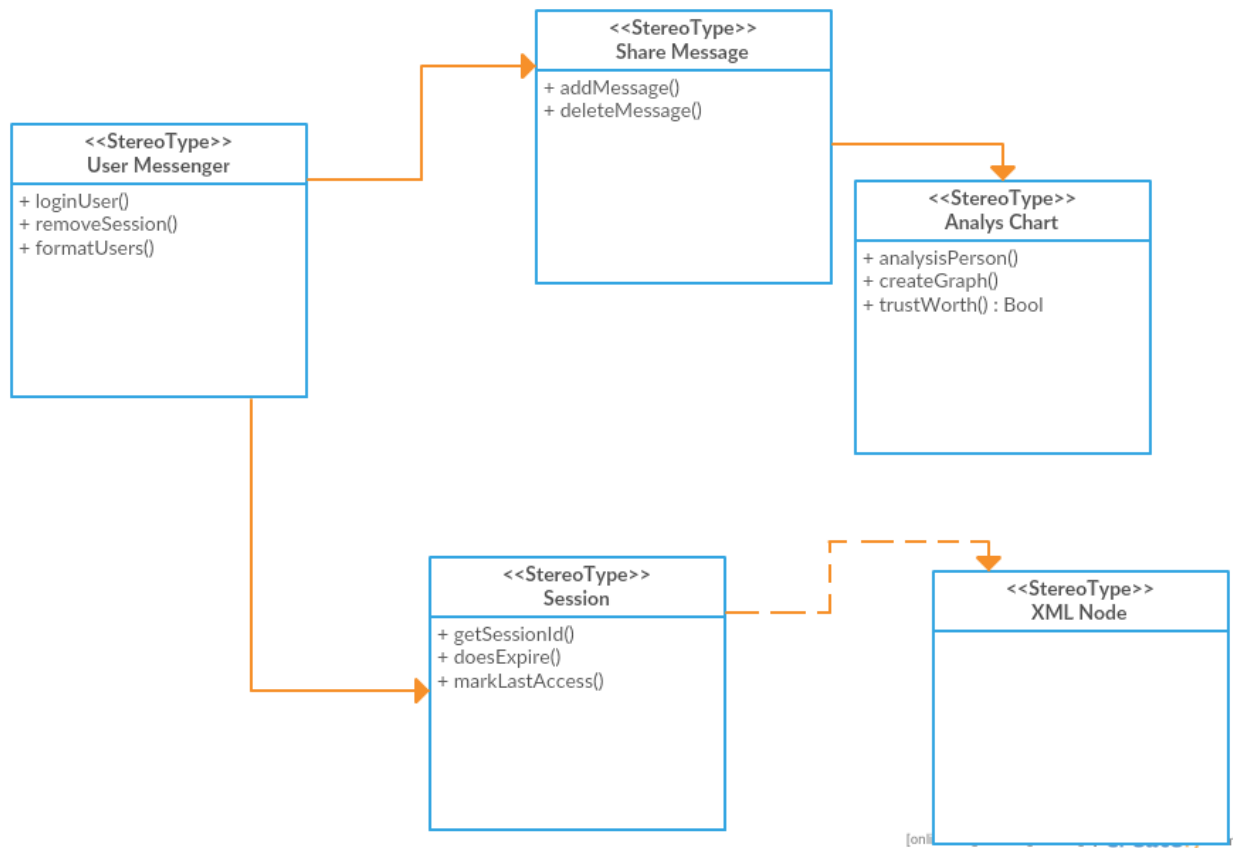 <<StereoType>>
Share Message
+ addMessage()
+ deleteMessage()
<<StereoType>>
User Messenger
+ loginUser()
+ removeSession()
+ formatUsers()
<<StereoType>>
Analys Chart
+ analysisPerson()
+ createGraph()
+ trustWorth() : Bool
<<StereoType>>
Session
+ getSessionId()
+ doesExpire()
+ markLastAccess()
<<StereoType>>
XML Node